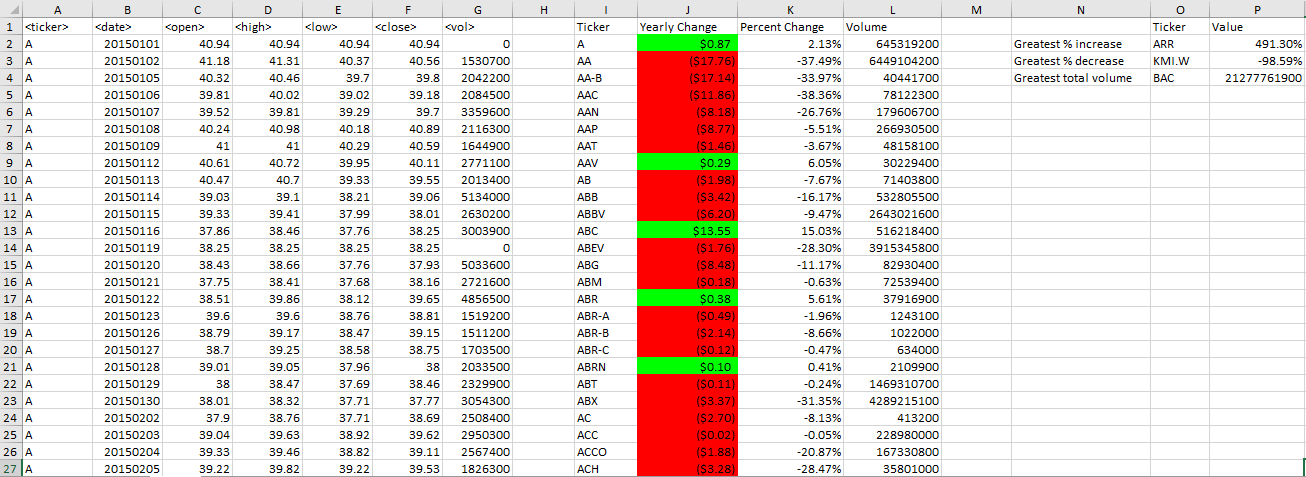 A B C D E F G H I J K L M N O P
1 <ticker> <date> <open> <high> <low> <close> <vol> Ticker Yearly Change Percent Change Volume Ticker Value
2 A 20150101 40.94 40.94 40.94 40.94 0 A $0.87 2.13% 645319200 Greatest % increase ARR 491.30%
3 A 20150102 41.18 41.31 40.37 40.56 1530700 AA ($17.76) -37.49% 6449104200 Greatest % decrease KMI.W -98.59%
4 A 20150105 40.32 40.46 39.7 39.8 2042200 AA-B ($17.14) -33.97% 40441700 Greatest total volume BAC 21277761900
5 A 20150106 39.81 40.02 39.02 39.18 2084500 AAC ($11.86) -38.36% 78122300
6 A 20150107 39.52 39.81 39.29 39.7 3359600 AAN ($8.18) -26.76% 179606700
7 A 20150108 40.24 40.98 40.18 40.89 2116300 AAP ($8.77) -5.51% 266930500
8 A 20150109 41 41 40.29 40.59 1644900 AAT ($1.46) -3.67% 48158100
9 A 20150112 40.61 40.72 39.95 40.11 2771100 AAV $0.29 6.05% 30229400
10 A 20150113 40.47 40.7 39.33 39.55 2013400 AB ($1.98) -7.67% 71403800
11 A 20150114 39.03 39.1 38.21 39.06 5134000 ABB ($3.42) -16.17% 532805500
12 A 20150115 39.33 39.41 37.99 38.01 2630200 ABBV ($6.20) -9.47% 2643021600
13 A 20150116 37.86 38.46 37.76 38.25 3003900 ABC $13.55 15.03% 516218400
14 A 20150119 38.25 38.25 38.25 38.25 0 ABEV ($1.76) -28.30% 3915345800
15 A 20150120 38.43 38.66 37.76 37.93 5033600 ABG ($8.48) -11.17% 82930400
16 A 20150121 37.75 38.41 37.68 38.16 2721600 ABM ($0.18) -0.63% 72539400
17 A 20150122 38.51 39.86 38.12 39.65 4856500 ABR $0.38 5.61% 37916900
18 A 20150123 39.6 39.6 38.76 38.81 1519200 ABR-A ($0.49) -1.96% 1243100
19 A 20150126 38.79 39.17 38.47 39.15 1511200 ABR-B ($2.14) -8.66% 1022000
20 A 20150127 38.7 39.25 38.58 38.75 1703500 ABR-C ($0.12) -0.47% 634000
21 A 20150128 39.01 39.05 37.96 38 2033500 ABRN $0.10 0.41% 2109900
22 A 20150129 38 38.47 37.69 38.46 2329900 ABT ($0.11) -0.24% 1469310700
23 A 20150130 38.01 38.32 37.71 37.77 3054300 ABX ($3.37) -31.35% 4289215100
24 A 20150202 37.9 38.76 37.71 38.69 2508400 AC ($2.70) -8.13% 413200
25 A 20150203 39.04 39.63 38.92 39.62 2950300 ACC ($0.02) -0.05% 228980000
26 A 20150204 39.33 39.46 38.82 39.11 2567400 ACCO ($1.88) -20.87% 167330800
27 A 20150205 39.22 39.82 39.22 39.53 1826300 ACH ($3.28) -28.47% 35801000